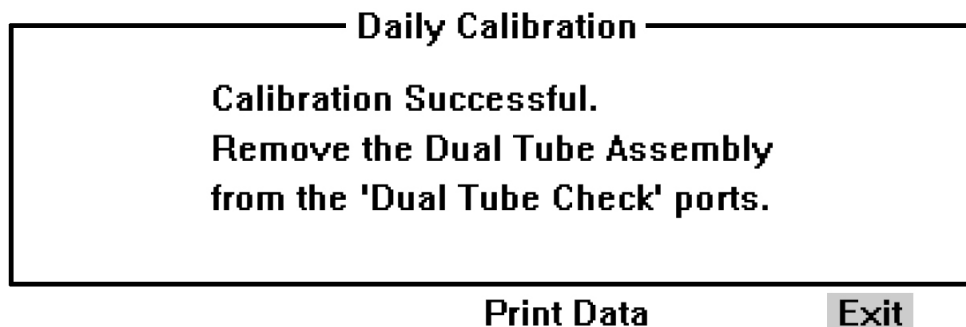 Daily Calibration
Calibration Successful.
Remove the Dual Tube Assembly
from the 'Dual Tube Check' ports.
Print Data Exit